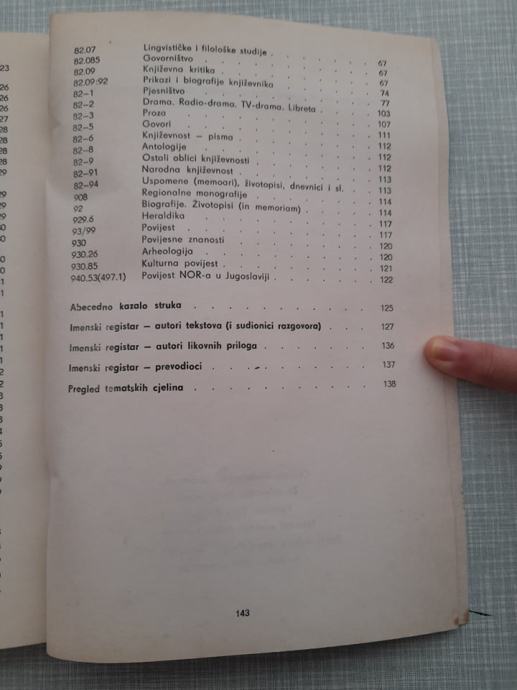 82.07 Lingvističke i filološke studije . . . . . 67
82.085 Govorništvo . . . . . . . . . 67
82.09 Književna kritika . . . . . . . . 67
82.09:92 Prikazi i biografije književnika . . . . . 74
82–1 Pjesništvo . . . . . . . . . 77
82–2 Drama. Radio-drama. TV-drama. Libreta . . . 103
82–3 Proza . . . . . . . . . . 107
82–5 Govori . . . . . . . . . . 111
82–6 Književnost – pisma . . . . . . . 112
82–8 Antologije . . . . . . . . . 112
82–9 Ostali oblici književnosti . . . . . . 112
82–91 Narodna književnost . . . . . . . 113
82–94 Uspomene (memoari), životopisi, dnevnici i sl. . . 113
908 Regionalne monografije . . . . . . 114
92 Biografije. Životopisi (in memoriam) . . . . 114
929.6 Heraldika . . . . . . . . . 117
93/99 Povijest . . . . . . . . . . 117
930 Povijesne znanosti . . . . . . . 120
930.26 Arheologija . . . . . . . . . 120
930.85 Kulturna povijest . . . . . . . . 121
940.53(497.1) Povijest NOR-a u Jugoslaviji . . . . . 122
Abecedno kazalo struka . . . . . . . . . 125
Imenski registar – autori tekstova (i sudionici razgovora) . . . 127
Imenski registar – autori likovnih priloga . . . . . . 136
Imenski registar – prevodioci . . . . . . . . 137
Pregled tematskih cjelina . . . . . . . . . 138
143